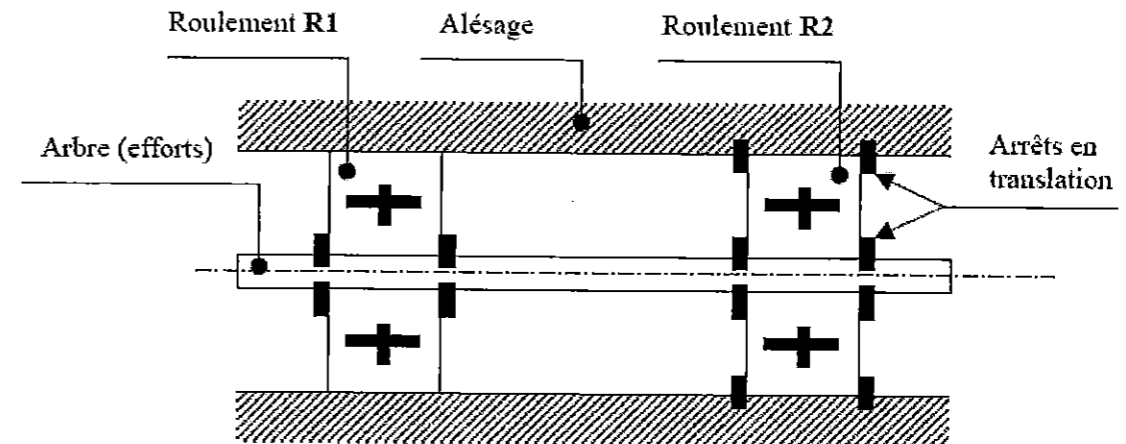 Roulement R1
Alésage
Roulement R2
Arbre (efforts)
Arrêts en
translation